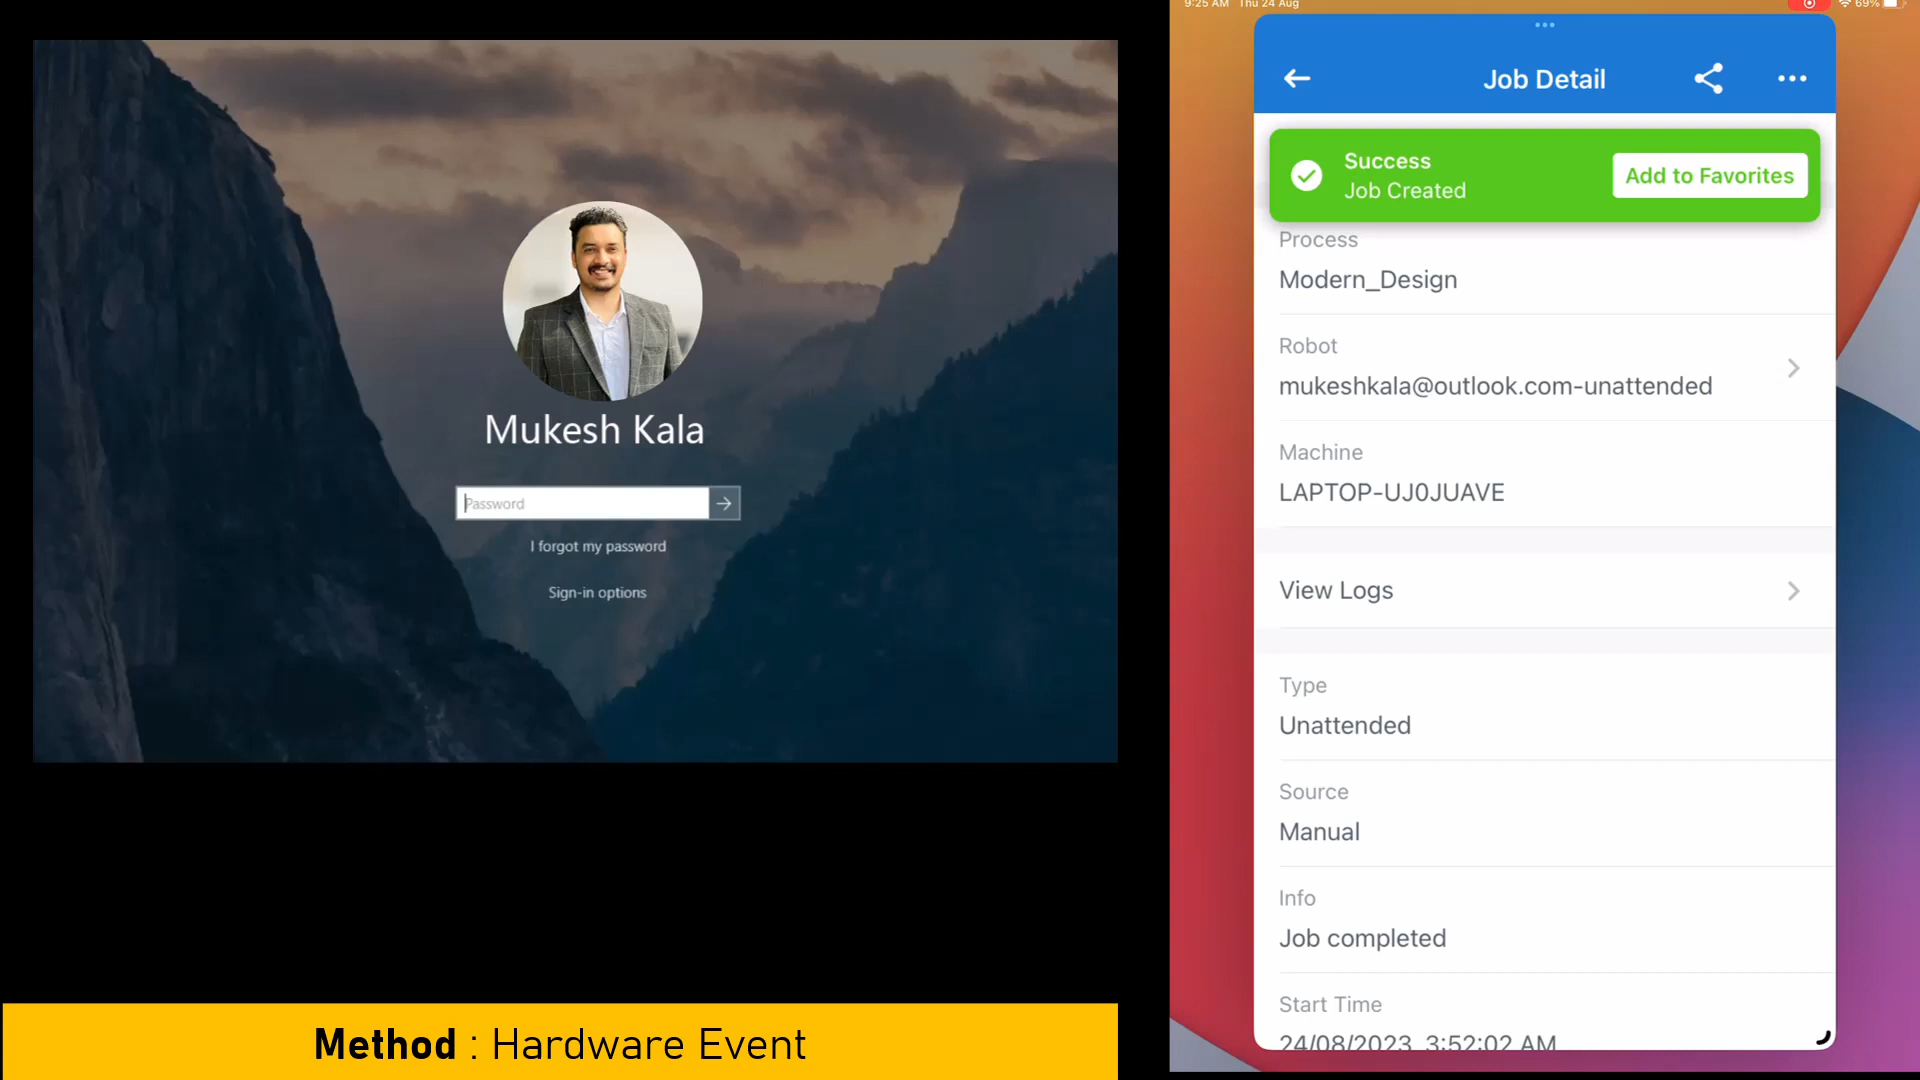 Mukesh Kala
Password
I forgot my password
Sign-in options
Method : Hardware Event
9:25 AM Thu 24 Aug
69%
Job Detail
Success
Job Created
Add to Favorites
Process
Modern_Design
Robot
mukeshkala@outlook.com-unattended
Machine
LAPTOP-UJ0JUAVE
View Logs
Type
Unattended
Source
Manual
Info
Job completed
Start Time
24/08/2023, 3:52:02 AM